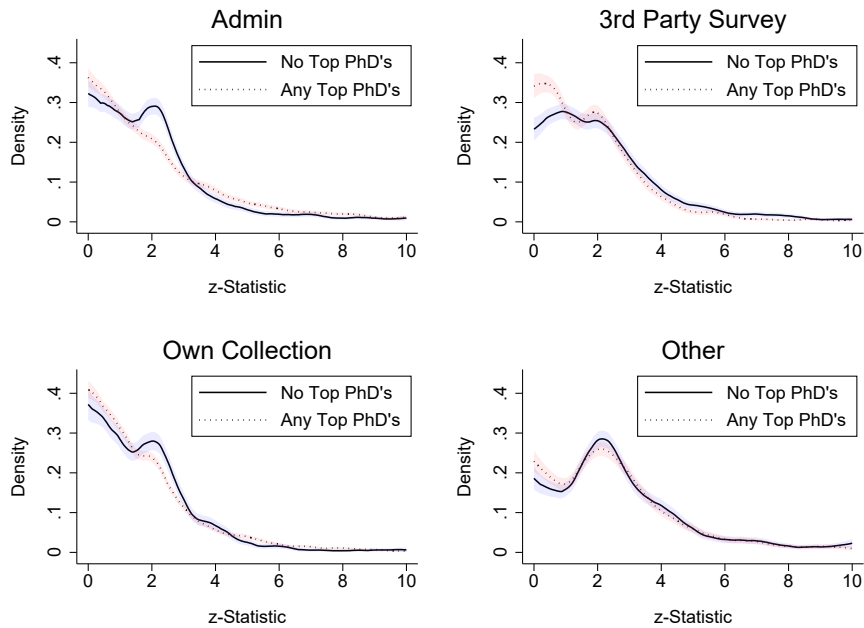 Admin
No Top PhD's
Any Top PhD's
Density
0 .1 .2 .3 .4
0 2 4 6 8 10
z-Statistic
3rd Party Survey
No Top PhD's
Any Top PhD's
Density
0 .1 .2 .3 .4
0 2 4 6 8 10
z-Statistic
Own Collection
No Top PhD's
Any Top PhD's
Density
0 .1 .2 .3 .4
0 2 4 6 8 10
z-Statistic
Other
No Top PhD's
Any Top PhD's
Density
0 .1 .2 .3 .4
0 2 4 6 8 10
z-Statistic